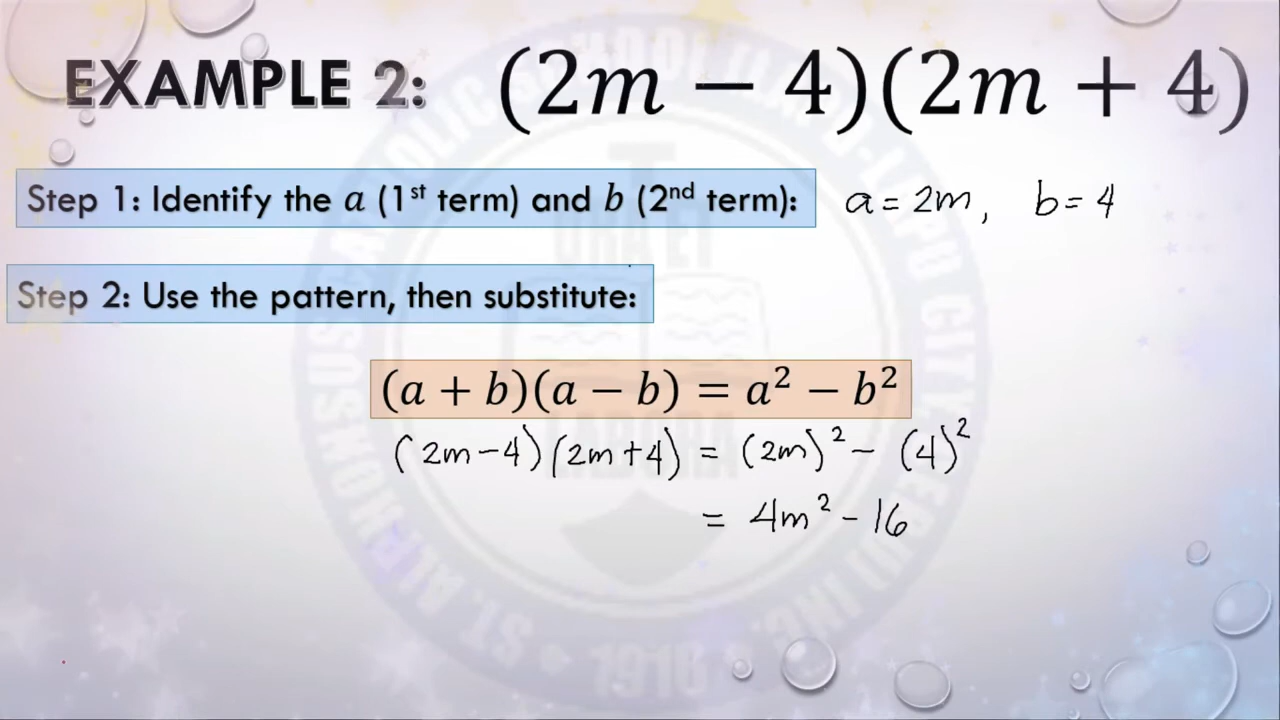 EXAMPLE 2: (2m − 4)(2m + 4)
Step 1: Identify the a (1st term) and b (2nd term): a = 2m, b = 4
Step 2: Use the pattern, then substitute:
(a + b)(a − b) = a² − b²
(2m − 4)(2m + 4) = (2m)² − (4)²
= 4m² − 16
1916